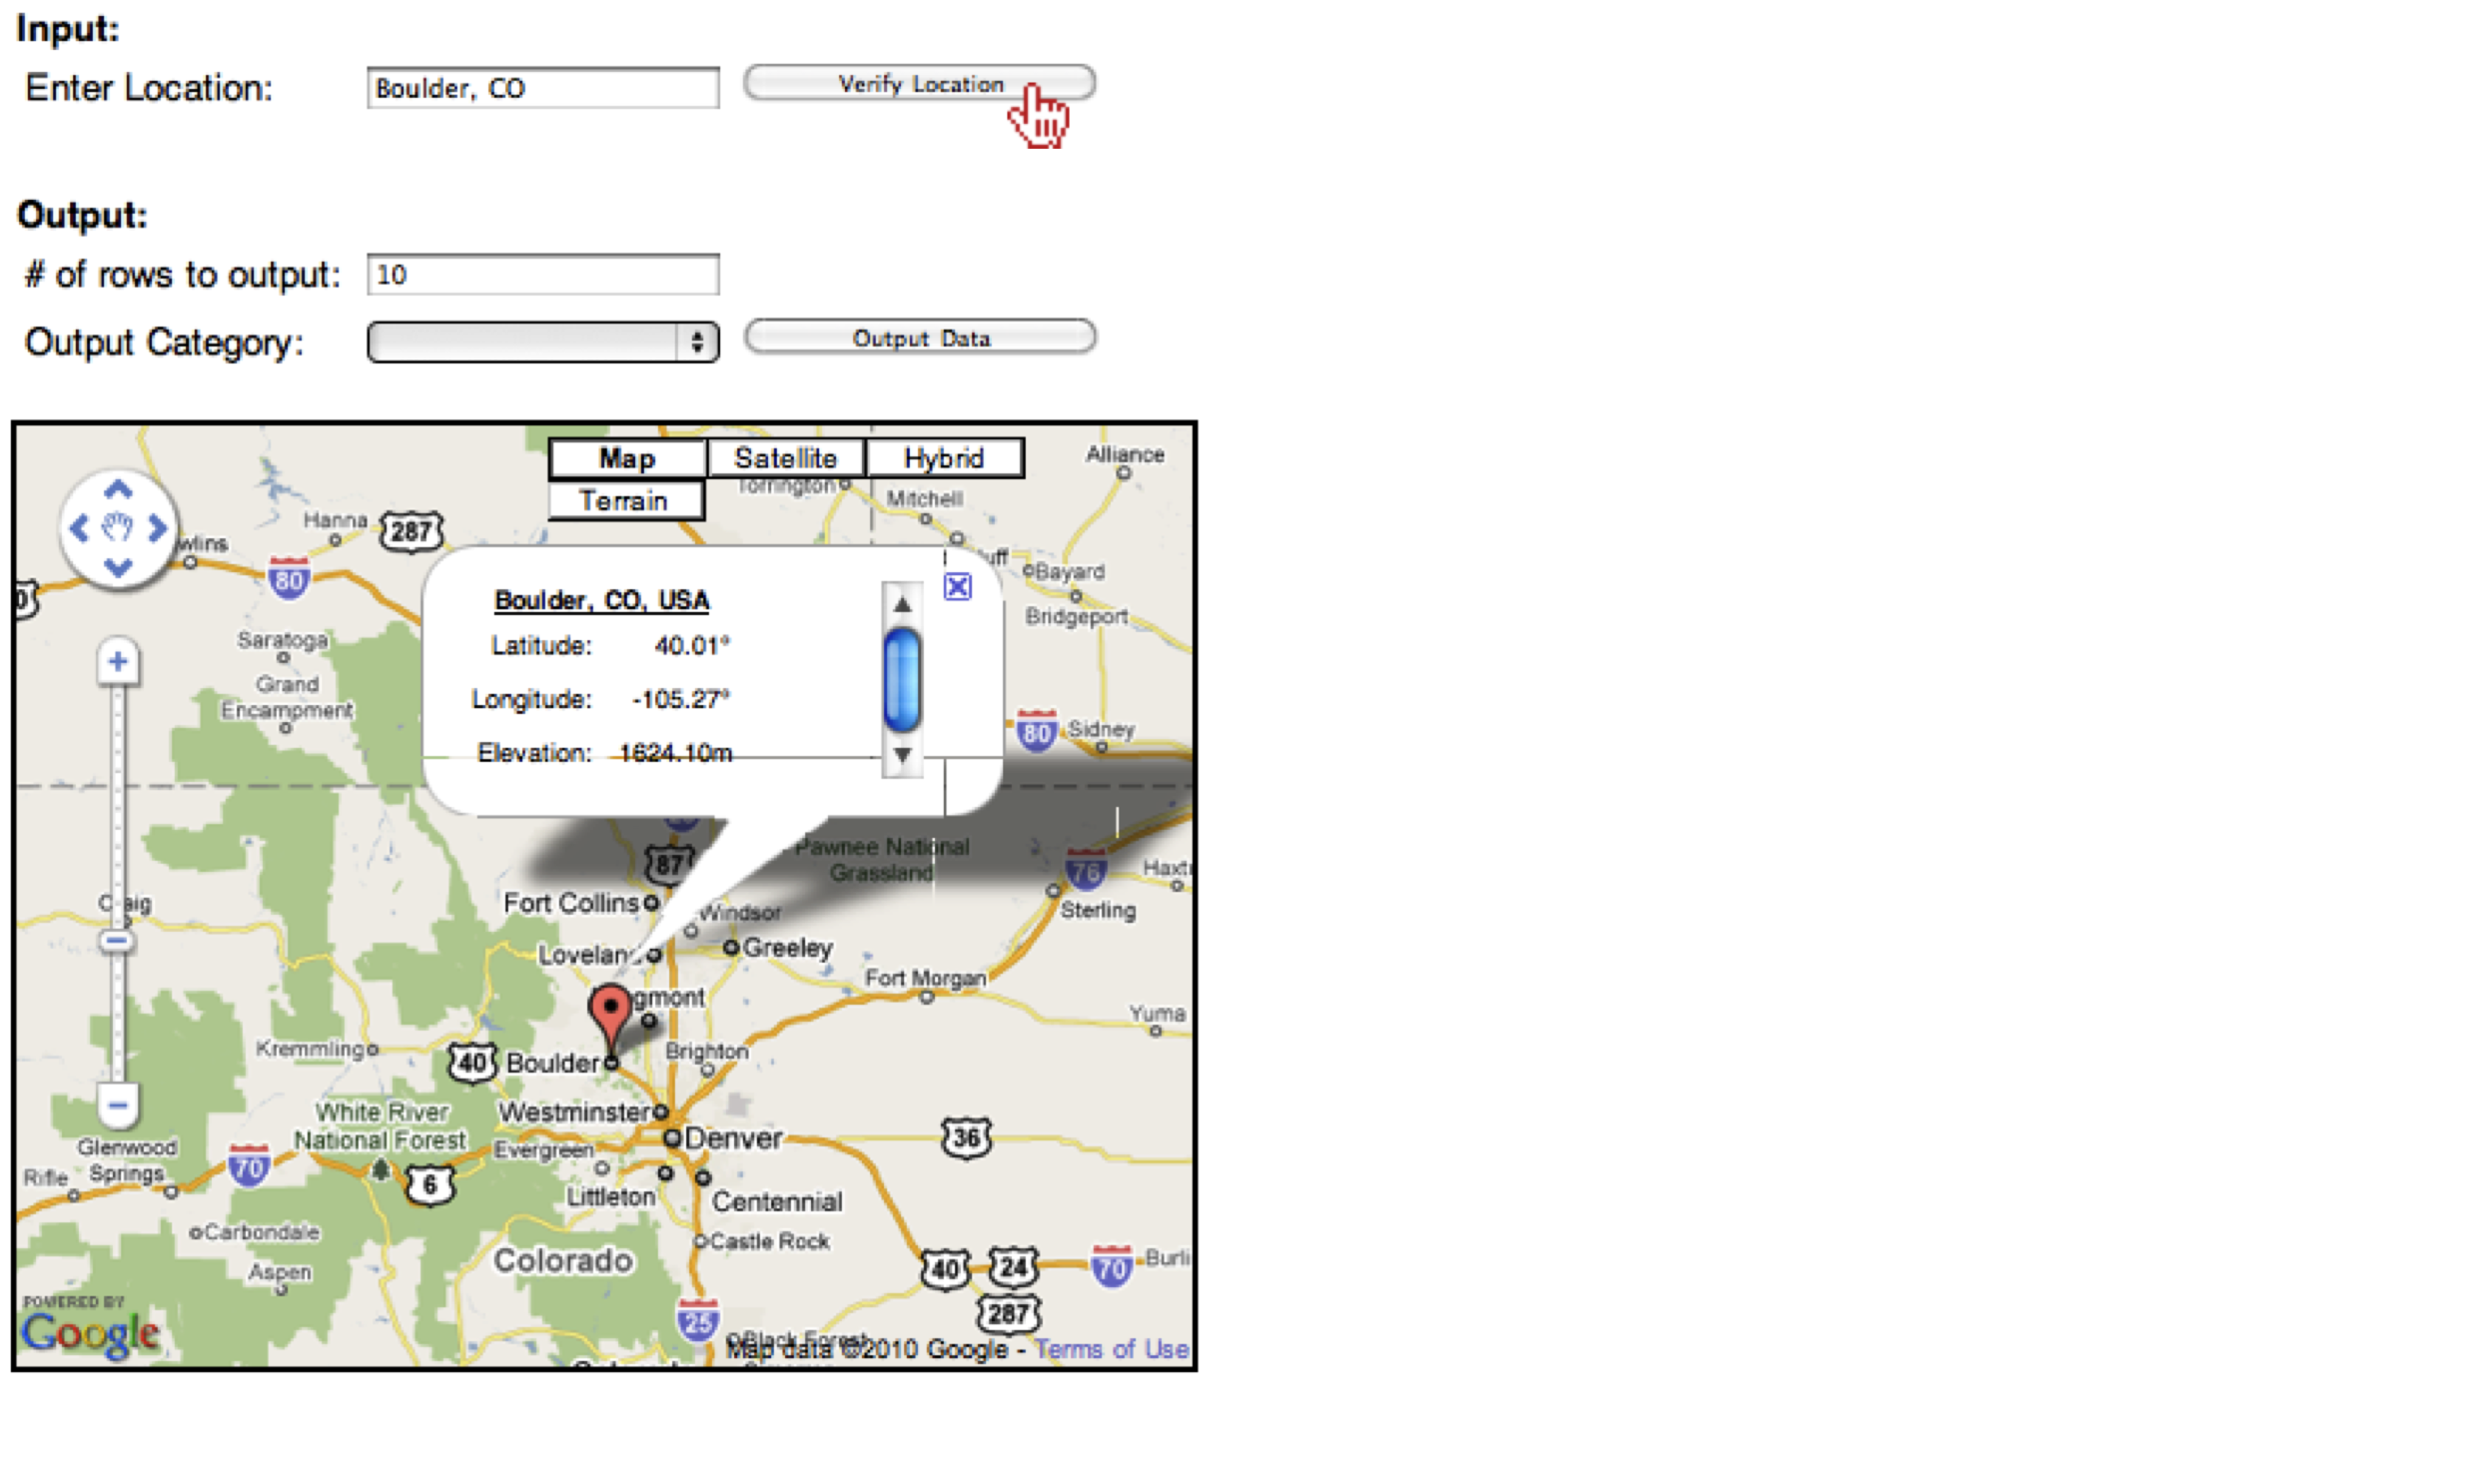 Input:
Enter Location: Boulder, CO Verify Location
Output:
# of rows to output: 10
Output Category: Output Data
Map Satellite Hybrid
Terrain
Alliance
Torrington
Mitchell
Hanna 287
wlins
80
uff
Bayard
Bridgeport
Boulder, CO, USA
Latitude: 40.01°
Longitude: -105.27°
Elevation: 1624.10m
Saratoga
Grand
Encampment
80 Sidney
Pawnee National
Grassland
87
76
Haxt
Craig
Fort Collins
Windsor
Sterling
Loveland
Greeley
Fort Morgan
gmont
Yuma
Kremmling
40 Boulder
Brighton
White River
National Forest
Westminster
Denver
36
Glenwood
Springs
Evergreen
70
Rifle
6
Littleton
Centennial
Carbondale
Castle Rock
Colorado
Aspen
40 24 70 Burli
287
25
POWERED BY
Google
Black Forest
Map data ©2010 Google - Terms of Use